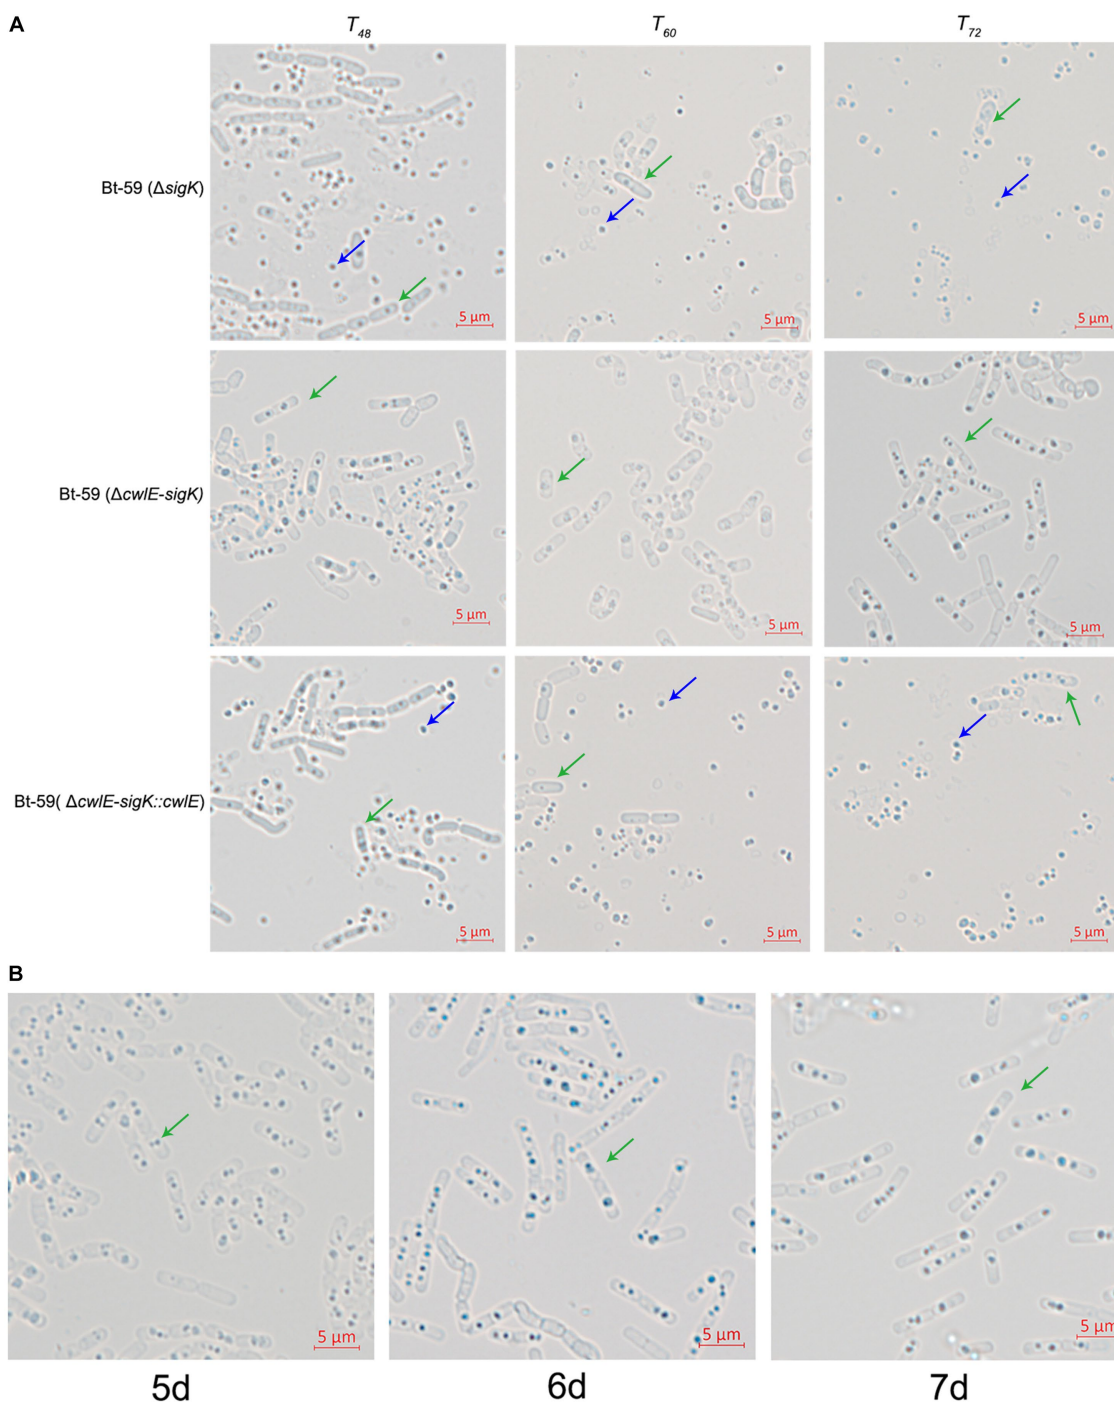 A
T48 T60 T72
Bt-59 (ΔsigK)
5 µm 5 µm 5 µm
Bt-59 (ΔcwlE-sigK)
5 µm 5 µm 5 µm
Bt-59( ΔcwlE-sigK::cwlE)
5 µm 5 µm 5 µm
B
5 µm 5 µm 5 µm
5d 6d 7d